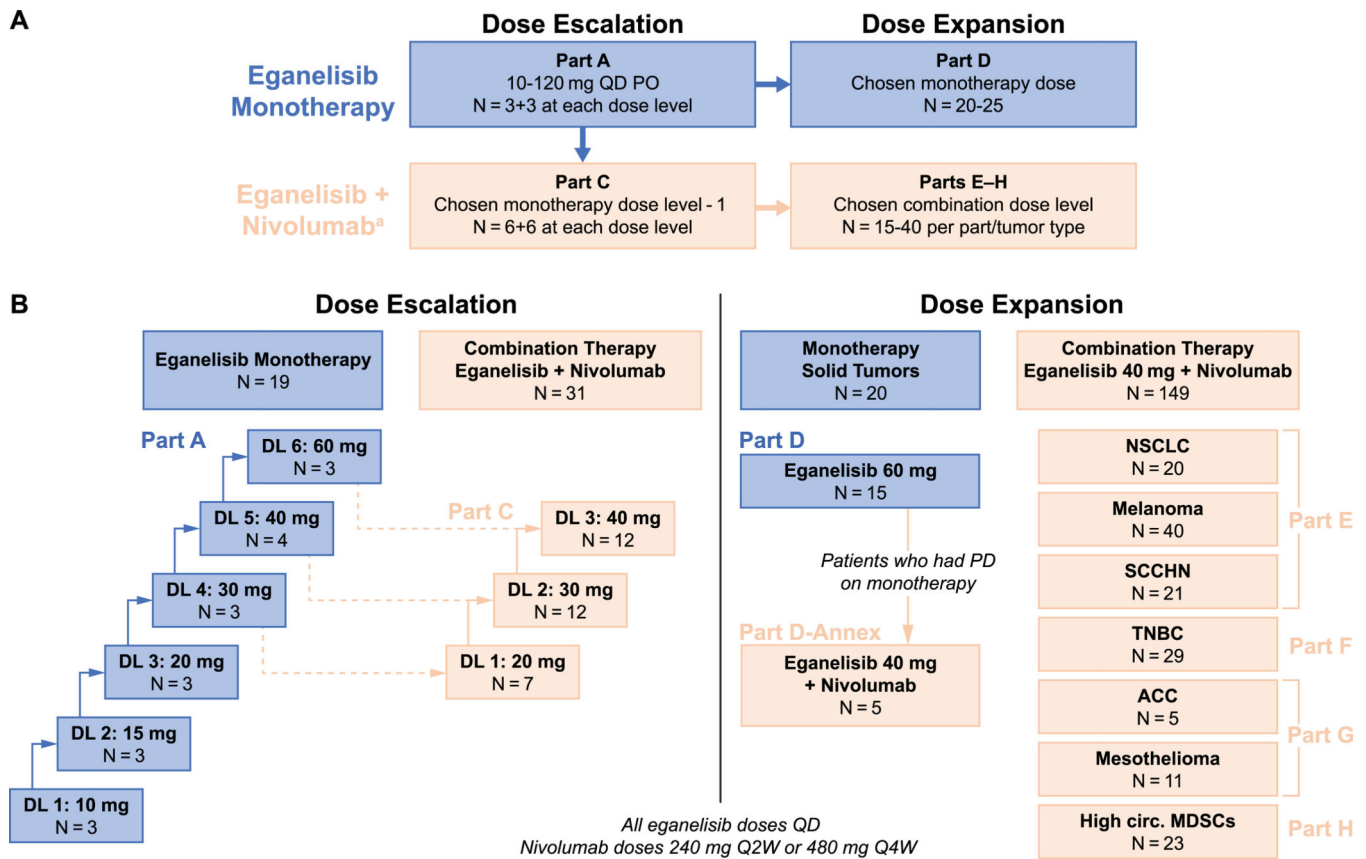 A
Dose Escalation
Dose Expansion
Eganelisib
Monotherapy
Part A
10-120 mg QD PO
N = 3+3 at each dose level
Part D
Chosen monotherapy dose
N = 20-25
Eganelisib +
Nivolumabᵃ
Part C
Chosen monotherapy dose level - 1
N = 6+6 at each dose level
Parts E–H
Chosen combination dose level
N = 15-40 per part/tumor type
B
Dose Escalation
Dose Expansion
Eganelisib Monotherapy
N = 19
Combination Therapy
Eganelisib + Nivolumab
N = 31
Monotherapy
Solid Tumors
N = 20
Combination Therapy
Eganelisib 40 mg + Nivolumab
N = 149
Part A
DL 6: 60 mg
N = 3
DL 5: 40 mg
N = 4
DL 4: 30 mg
N = 3
DL 3: 20 mg
N = 3
DL 2: 15 mg
N = 3
DL 1: 10 mg
N = 3
Part C
DL 3: 40 mg
N = 12
DL 2: 30 mg
N = 12
DL 1: 20 mg
N = 7
Part D
Eganelisib 60 mg
N = 15
Patients who had PD
on monotherapy
Part D-Annex
Eganelisib 40 mg
+ Nivolumab
N = 5
NSCLC
N = 20
Melanoma
N = 40
SCCHN
N = 21
Part E
TNBC
N = 29
Part F
ACC
N = 5
Mesothelioma
N = 11
Part G
High circ. MDSCs
N = 23
Part H
All eganelisib doses QD
Nivolumab doses 240 mg Q2W or 480 mg Q4W